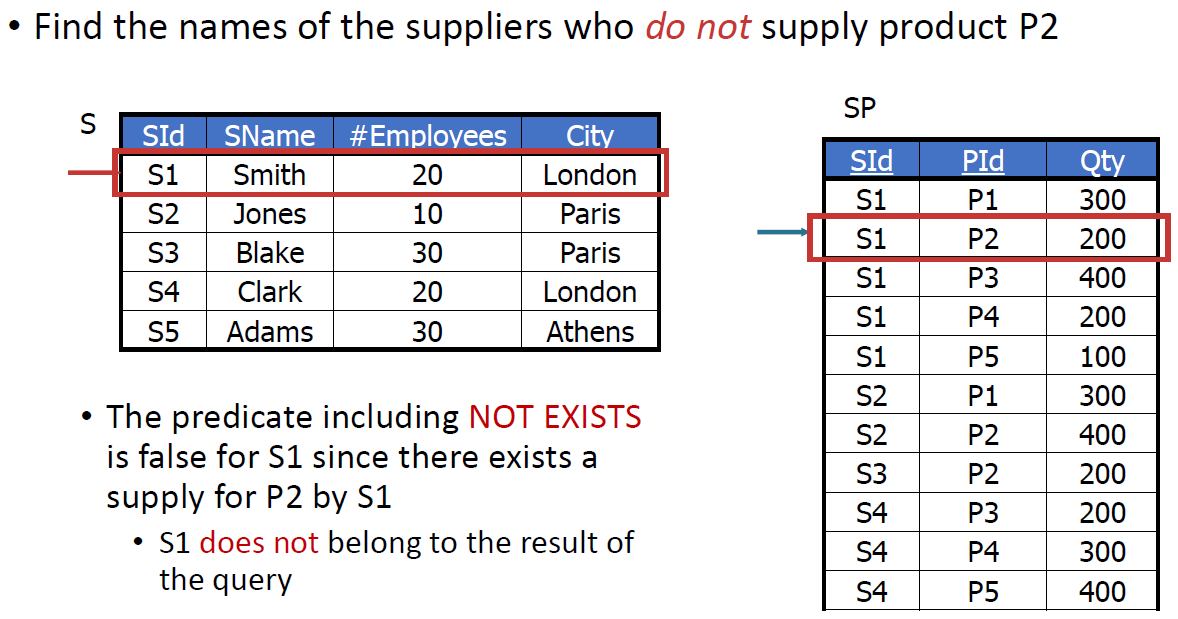 • Find the names of the suppliers who do not supply product P2
S
SId SName #Employees City
S1 Smith 20 London
S2 Jones 10 Paris
S3 Blake 30 Paris
S4 Clark 20 London
S5 Adams 30 Athens
• The predicate including NOT EXISTS
is false for S1 since there exists a
supply for P2 by S1
• S1 does not belong to the result of
the query
SP
SId PId Qty
S1 P1 300
S1 P2 200
S1 P3 400
S1 P4 200
S1 P5 100
S2 P1 300
S2 P2 400
S3 P2 200
S4 P3 200
S4 P4 300
S4 P5 400